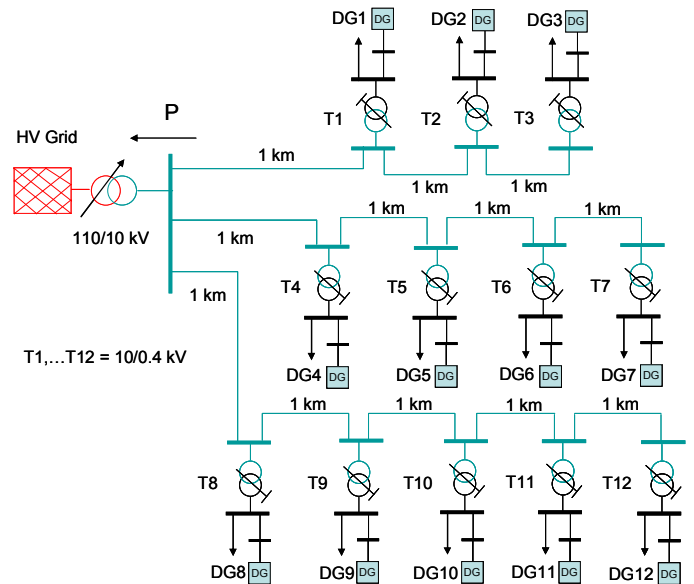 DG1 DG DG2 DG DG3 DG
P
T1 T2 T3
HV Grid
1 km
1 km 1 km
110/10 kV
1 km 1 km 1 km 1 km
1 km
T4 T5 T6 T7
T1,...T12 = 10/0.4 kV
DG4 DG DG5 DG DG6 DG DG7 DG
1 km 1 km 1 km 1 km
T8 T9 T10 T11 T12
DG8 DG DG9 DG DG10 DG DG11 DG DG12 DG